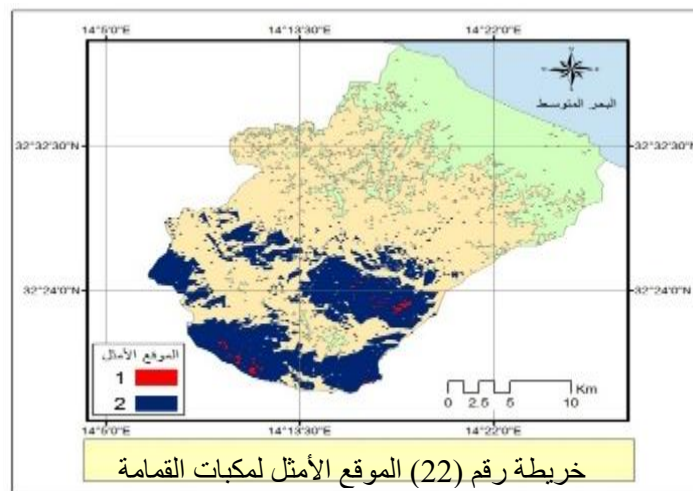 14°5'0"E 14°13'30"E 14°22'0"E
البحر المتوسط
32°32'30"N 32°32'30"N
32°24'0"N 32°24'0"N
الموقع الأمثل
1
2
Km
0 2.5 5 10
14°5'0"E 14°13'30"E 14°22'0"E
خريطة رقم (22) الموقع الأمثل لمكبات القمامة